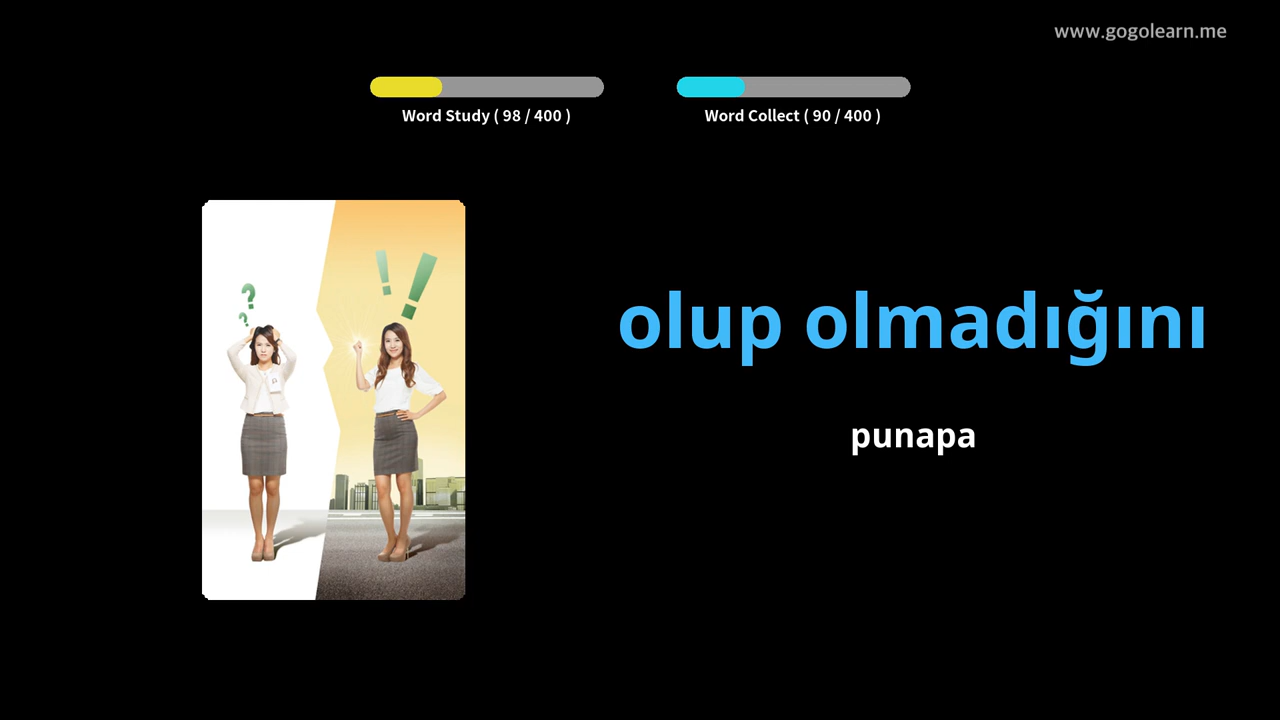 www.gogolearn.me
Word Study ( 98 / 400 )
Word Collect ( 90 / 400 )
? ?
! !
olup olmadığını
punapa